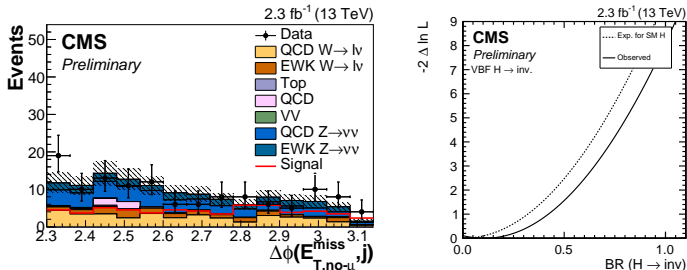 2.3 fb⁻¹ (13 TeV)
CMS
Preliminary
Events
50
40
30
20
10
0
Data
QCD W→ lν
EWK W→ lν
Top
QCD
VV
QCD Z→νν
EWK Z→νν
Signal
2.3 2.4 2.5 2.6 2.7 2.8 2.9 3 3.1
Δφ(E_T,no-μ^miss, j)
2.3 fb⁻¹ (13 TeV)
CMS
Preliminary
VBF H → inv.
Exp. for SM H
Observed
-2 Δ ln L
9
8
7
6
5
4
3
2
1
0
0.0 0.5 1.0
BR (H → inv)